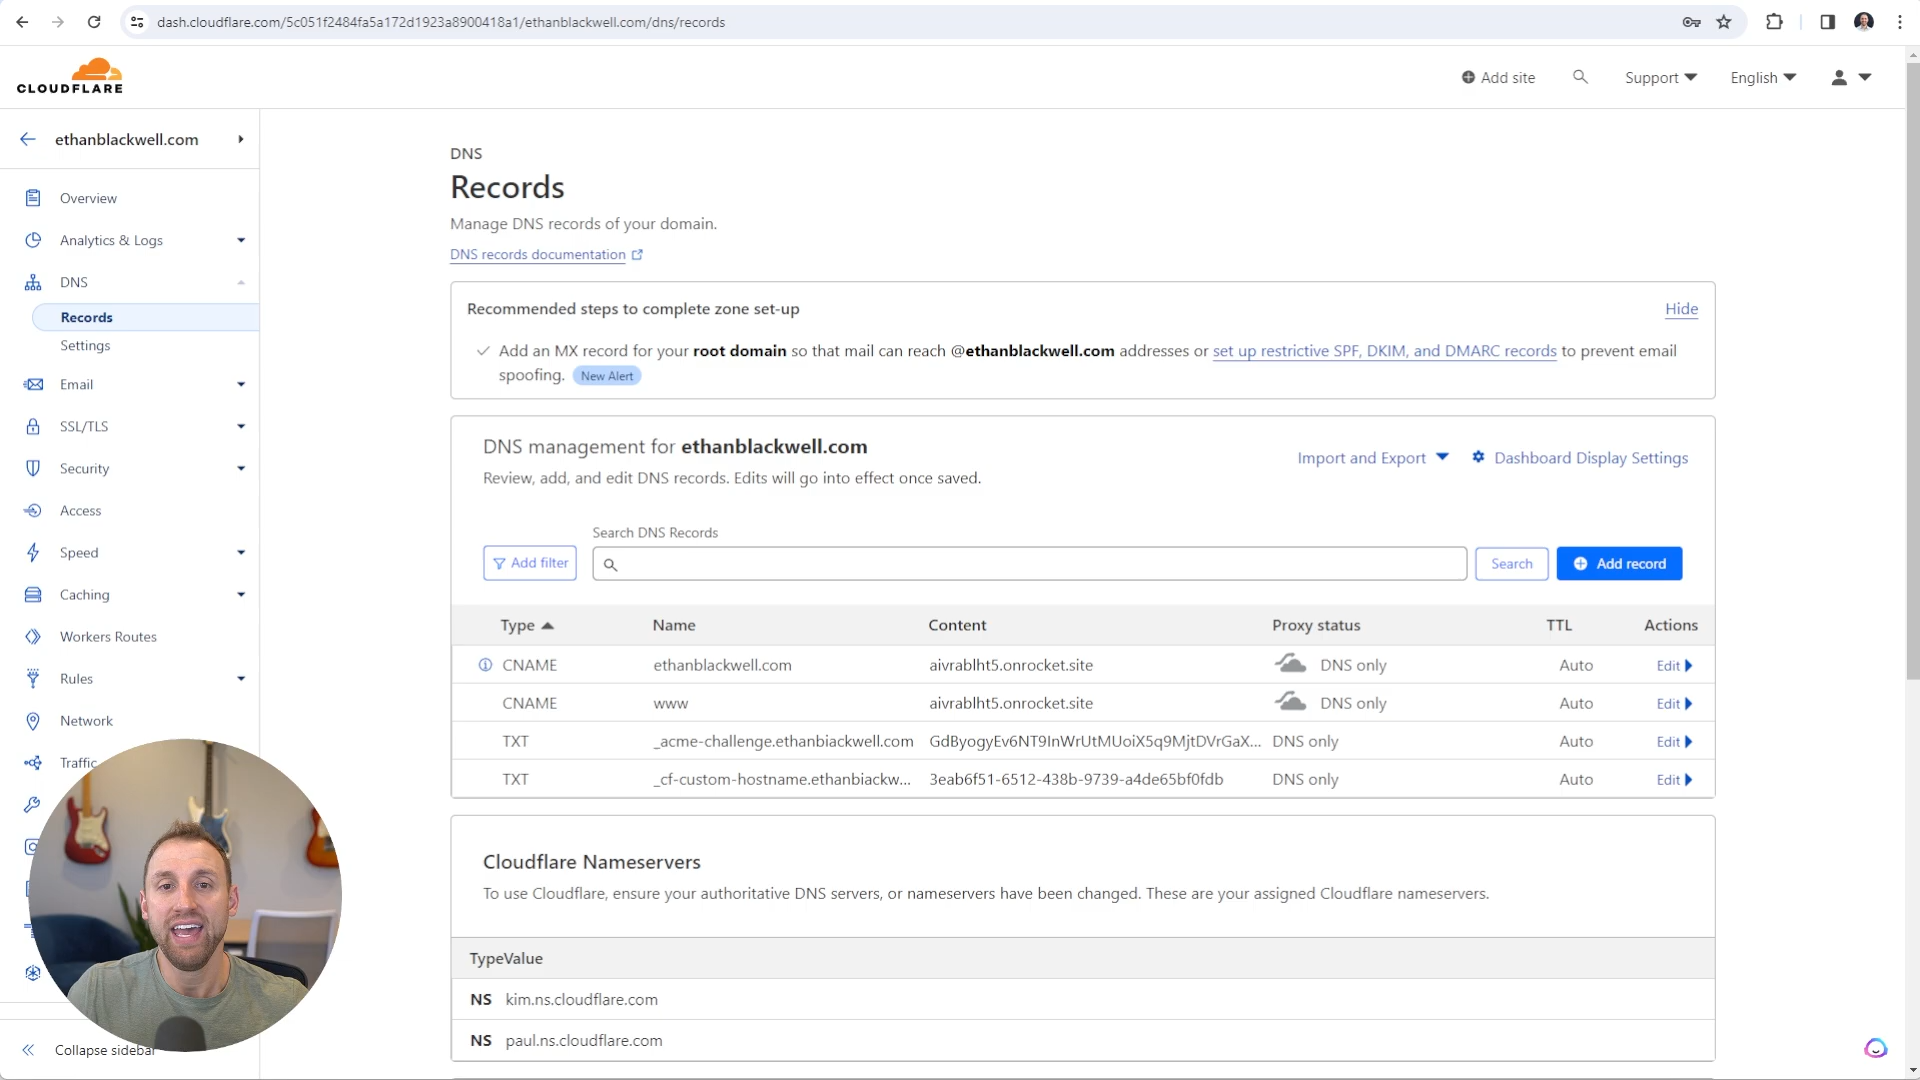 dash.cloudflare.com/5c051f2484fa5a172d1923a8900418a1/ethanblackwell.com/dns/records
CLOUDFLARE
Add site
Support
English
ethanblackwell.com
Overview
Analytics & Logs
DNS
Records
Settings
Email
SSL/TLS
Security
Access
Speed
Caching
Workers Routes
Rules
Network
Traffic
Collapse sidebar
DNS
Records
Manage DNS records of your domain.
DNS records documentation
Recommended steps to complete zone set-up
Hide
Add an MX record for your root domain so that mail can reach @ethanblackwell.com addresses or set up restrictive SPF, DKIM, and DMARC records to prevent email
spoofing. New Alert
DNS management for ethanblackwell.com
Review, add, and edit DNS records. Edits will go into effect once saved.
Import and Export
Dashboard Display Settings
Search DNS Records
Add filter
Search
Add record
Type Name Content Proxy status TTL Actions
CNAME ethanblackwell.com aivrablht5.onrocket.site DNS only Auto Edit
CNAME www aivrablht5.onrocket.site DNS only Auto Edit
TXT _acme-challenge.ethanbiackwell.com GdByogyEv6NT9InWrUtMUoiX5q9MjtDVrGaX... DNS only Auto Edit
TXT _cf-custom-hostname.ethanbiackw... 3eab6f51-6512-438b-9739-a4de65bf0fdb DNS only Auto Edit
Cloudflare Nameservers
To use Cloudflare, ensure your authoritative DNS servers, or nameservers have been changed. These are your assigned Cloudflare nameservers.
TypeValue
NS kim.ns.cloudflare.com
NS paul.ns.cloudflare.com